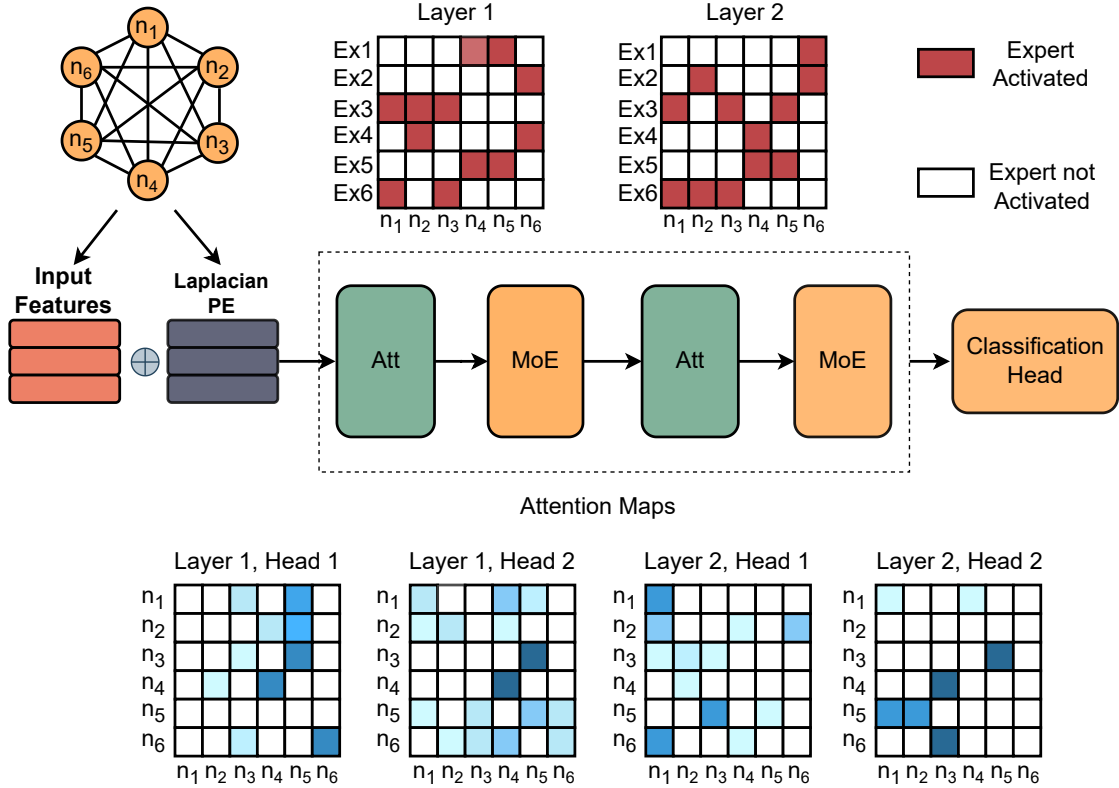 n1
n6
n2
n5
n3
n4
Layer 1
Ex1
Ex2
Ex3
Ex4
Ex5
Ex6
n1 n2 n3 n4 n5 n6
Layer 2
Ex1
Ex2
Ex3
Ex4
Ex5
Ex6
n1 n2 n3 n4 n5 n6
Expert
Activated
Expert not
Activated
Input
Features
Laplacian
PE
Att
MoE
Att
MoE
Classification
Head
Attention Maps
Layer 1, Head 1
n1
n2
n3
n4
n5
n6
n1 n2 n3 n4 n5 n6
Layer 1, Head 2
n1
n2
n3
n4
n5
n6
n1 n2 n3 n4 n5 n6
Layer 2, Head 1
n1
n2
n3
n4
n5
n6
n1 n2 n3 n4 n5 n6
Layer 2, Head 2
n1
n2
n3
n4
n5
n6
n1 n2 n3 n4 n5 n6